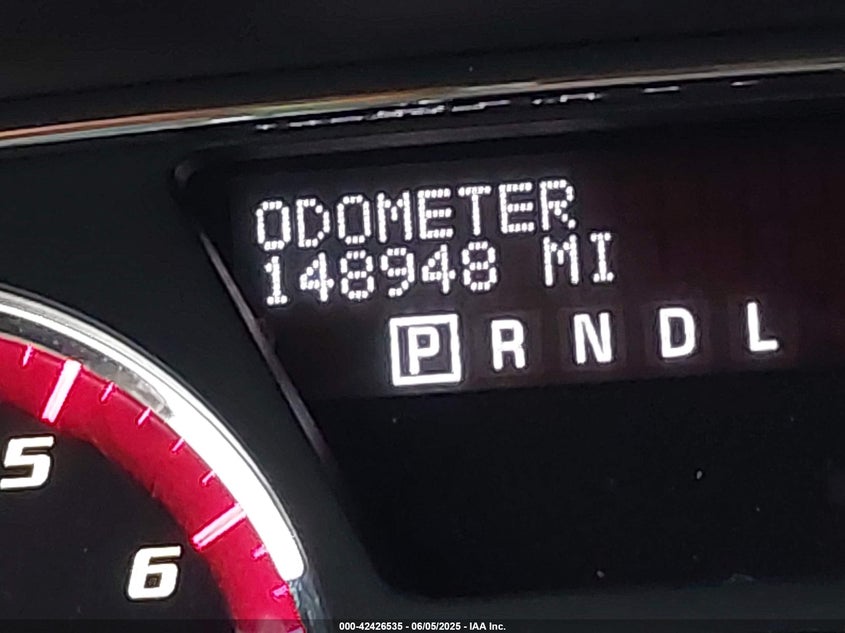 ODOMETER
148948 MI
P R N D L
5
6
000-42426535 - 06/05/2025 - IAA Inc.